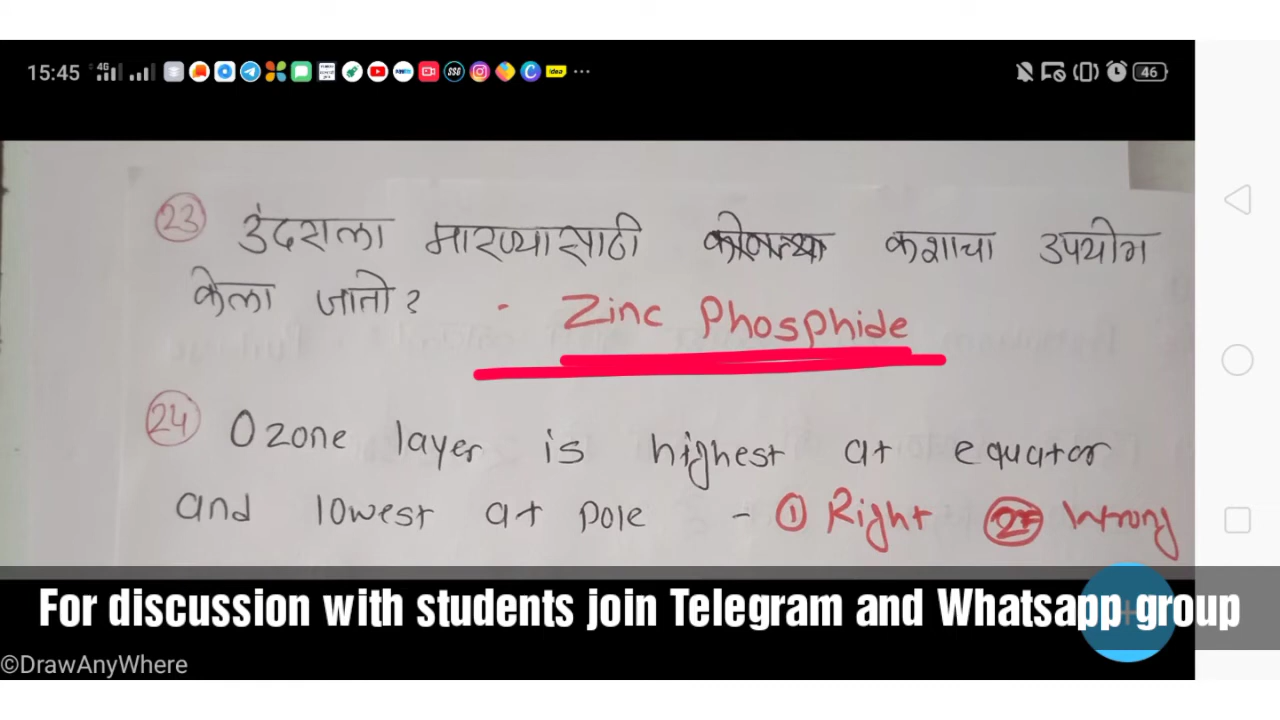 15:45 4G 46
23 उंदराला मारण्यासाठी कशाचा उपयोग
केला जातो? - Zinc Phosphide
24 Ozone layer is highest at equator
and lowest at pole - 1 Right 2 Wrong
For discussion with students join Telegram and Whatsapp group
©DrawAnyWhere